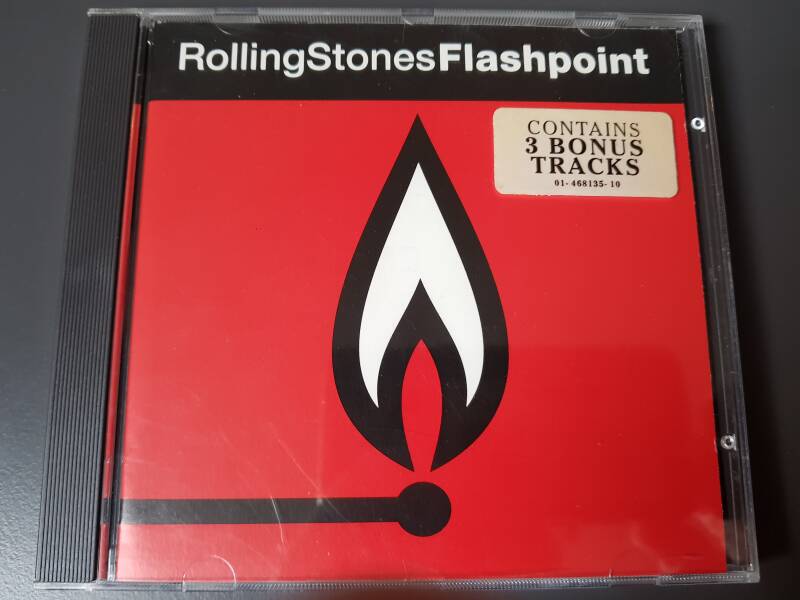 RollingStonesFlashpoint
CONTAINS
3 BONUS
TRACKS
01-468135-10